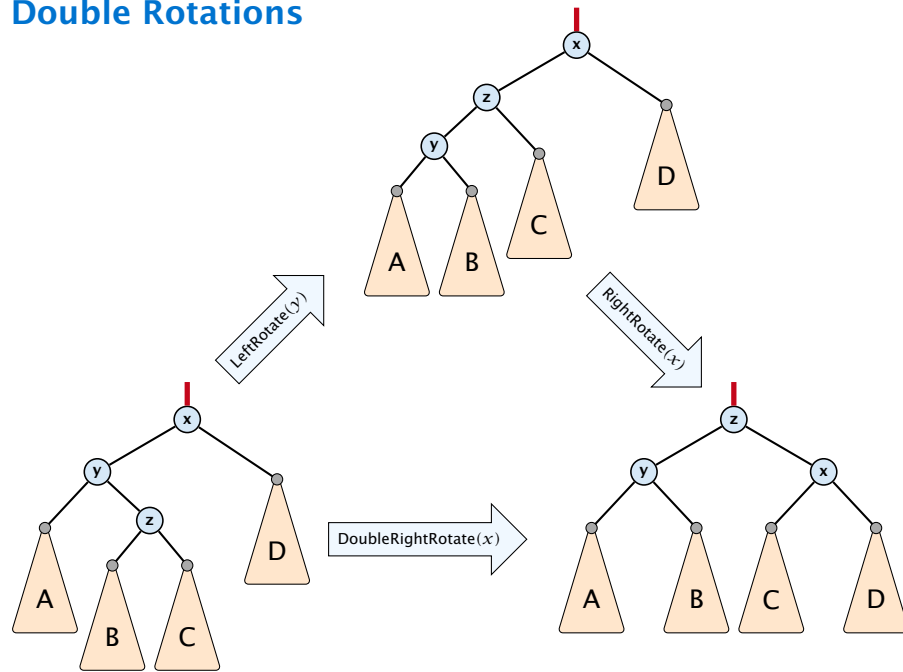 Double Rotations
x
z
y
D
C
A
B
LeftRotate(y)
RightRotate(x)
x
y
z
D
A
B
C
DoubleRightRotate(x)
z
y
x
A
B
C
D